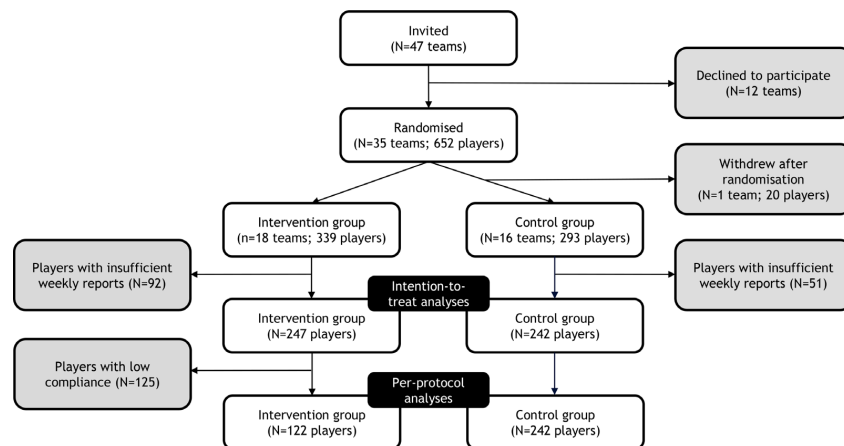 Invited
(N=47 teams)
Declined to participate
(N=12 teams)
Randomised
(N=35 teams; 652 players)
Withdrew after
randomisation
(N=1 team; 20 players)
Intervention group
(n=18 teams; 339 players)
Control group
(N=16 teams; 293 players)
Players with insufficient
weekly reports (N=92)
Players with insufficient
weekly reports (N=51)
Intention-to-
treat analyses
Intervention group
(N=247 players)
Control group
(N=242 players)
Players with low
compliance (N=125)
Per-protocol
analyses
Intervention group
(N=122 players)
Control group
(N=242 players)